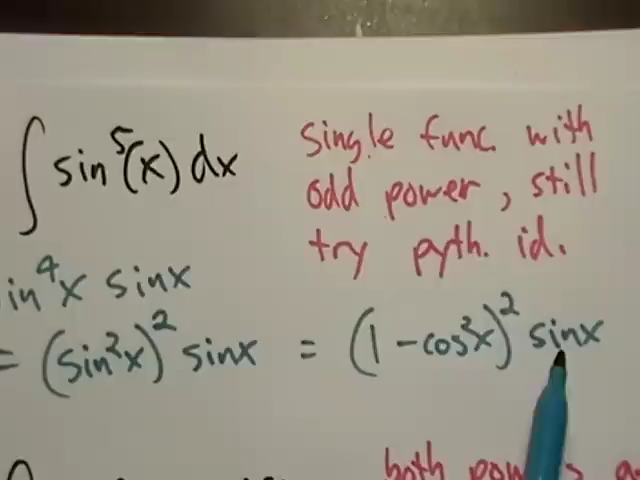 ∫ sin⁵(x) dx
single func. with
odd power, still
try pyth. id.
in⁴x sinx
= (sin²x)² sinx = (1 - cos²x)² sinx
both